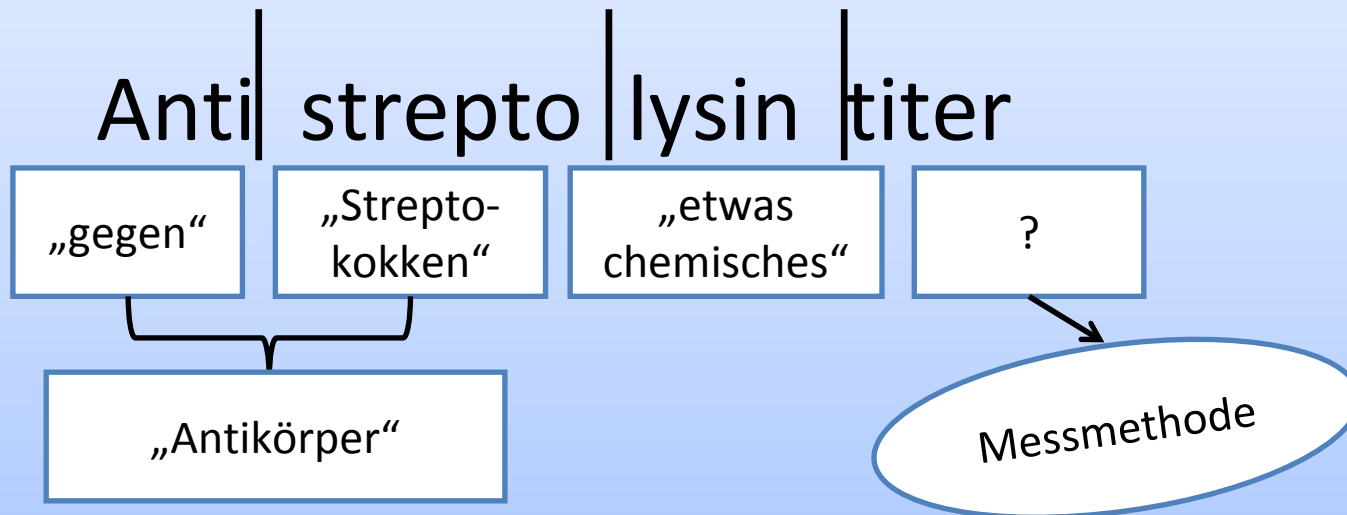 Anti strepto lysin titer
„gegen“
„Strepto-
kokken“
„etwas
chemisches“
?
„Antikörper“
Messmethode